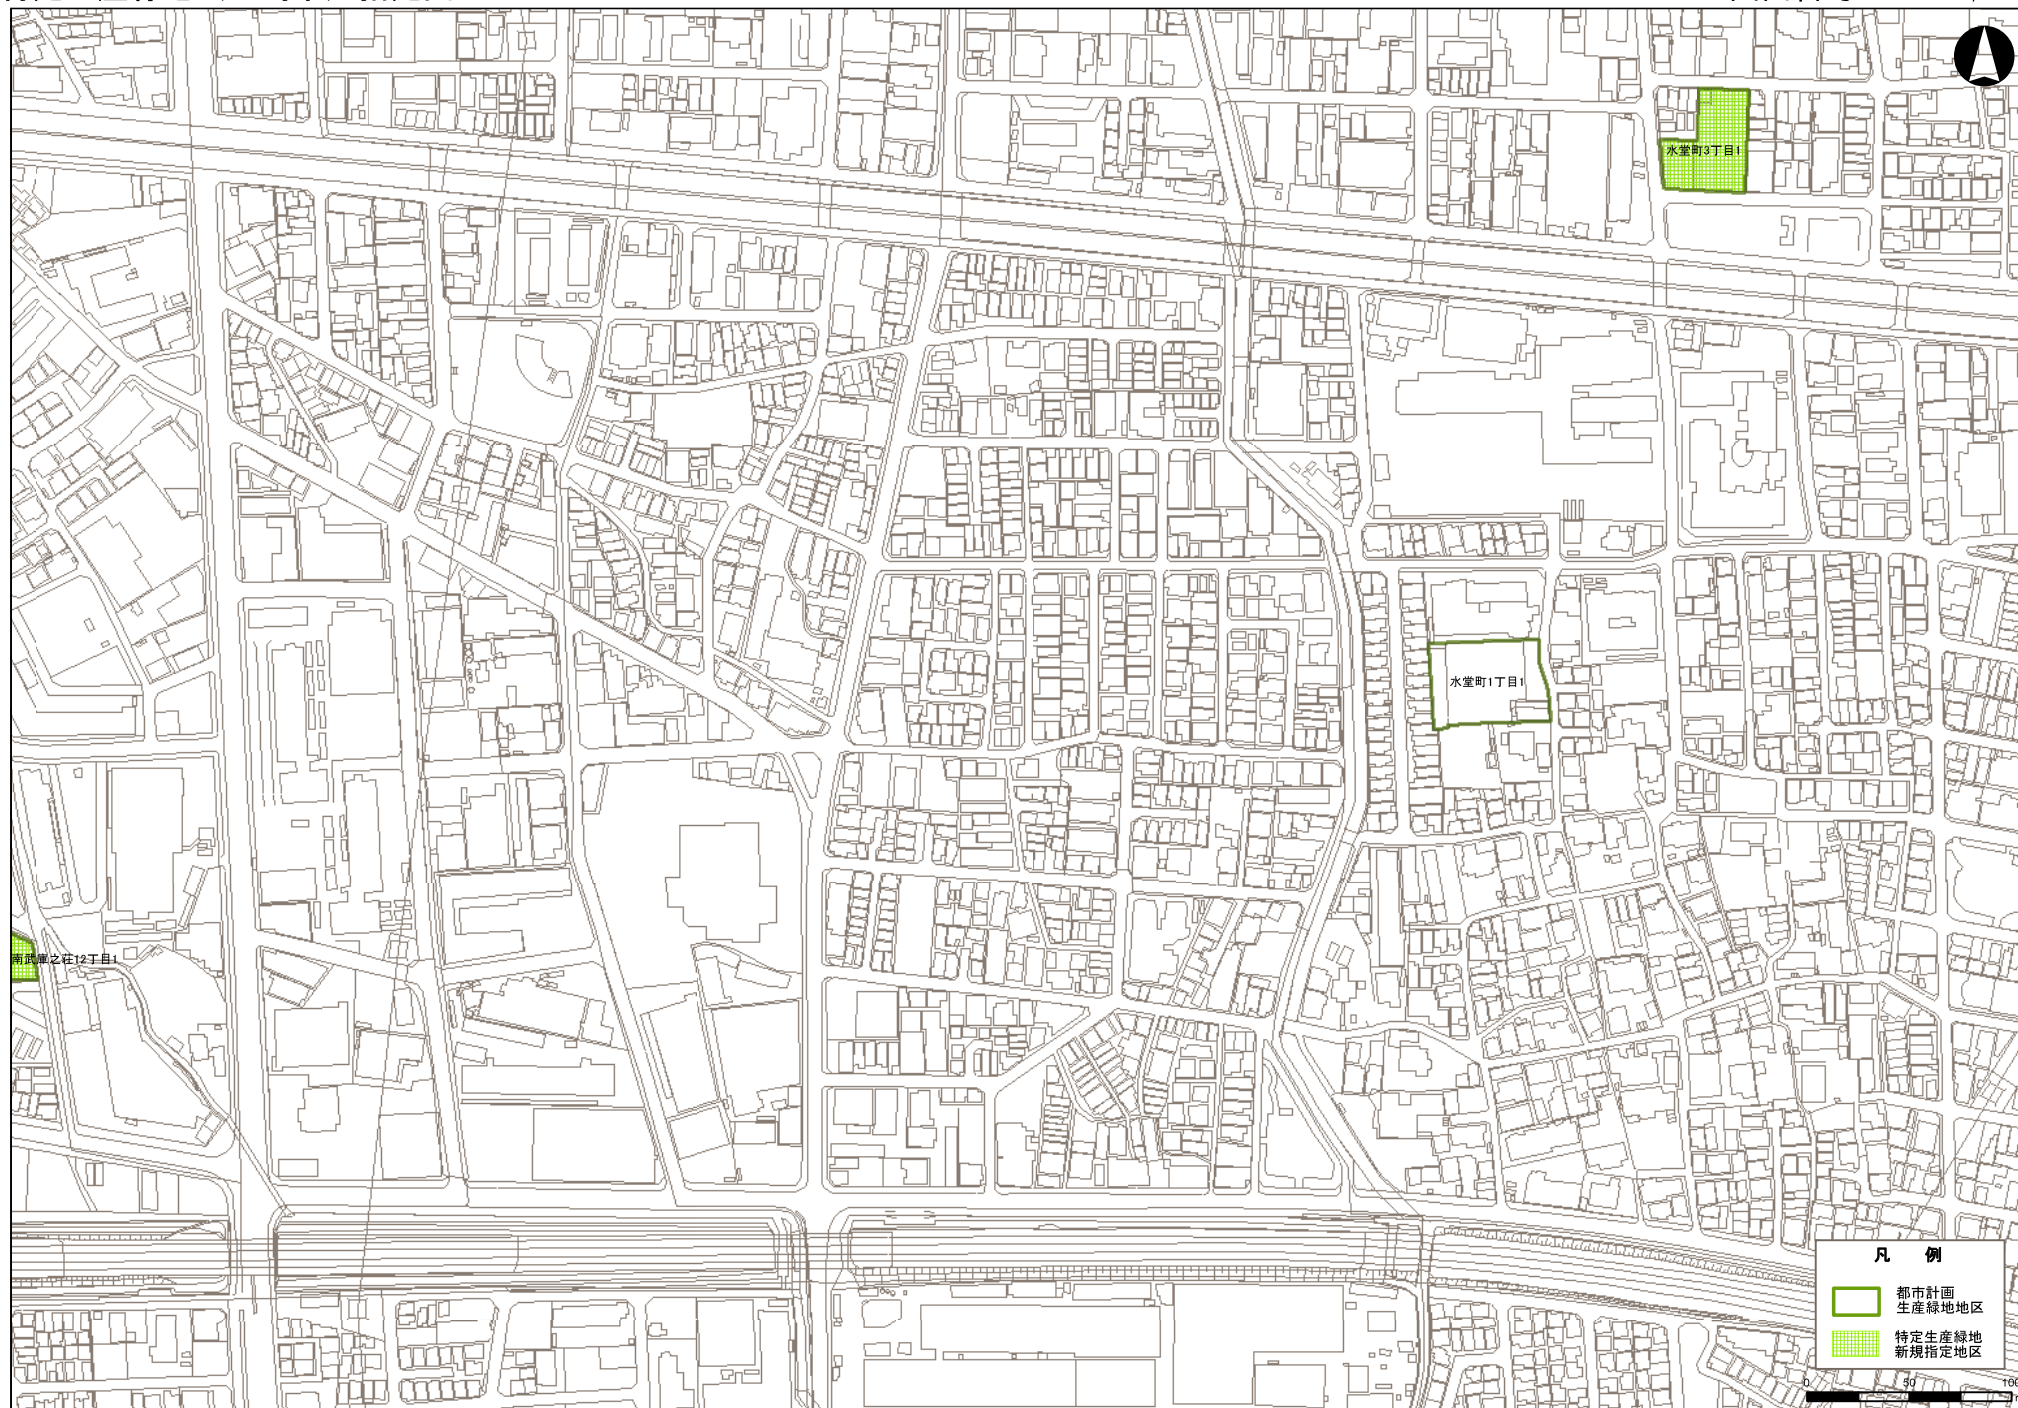 水堂町3丁目1
水堂町1丁目1
南武庫之荘12丁目1
凡 例
都市計画
生産緑地地区
特定生産緑地
新規指定地区
0 50 100